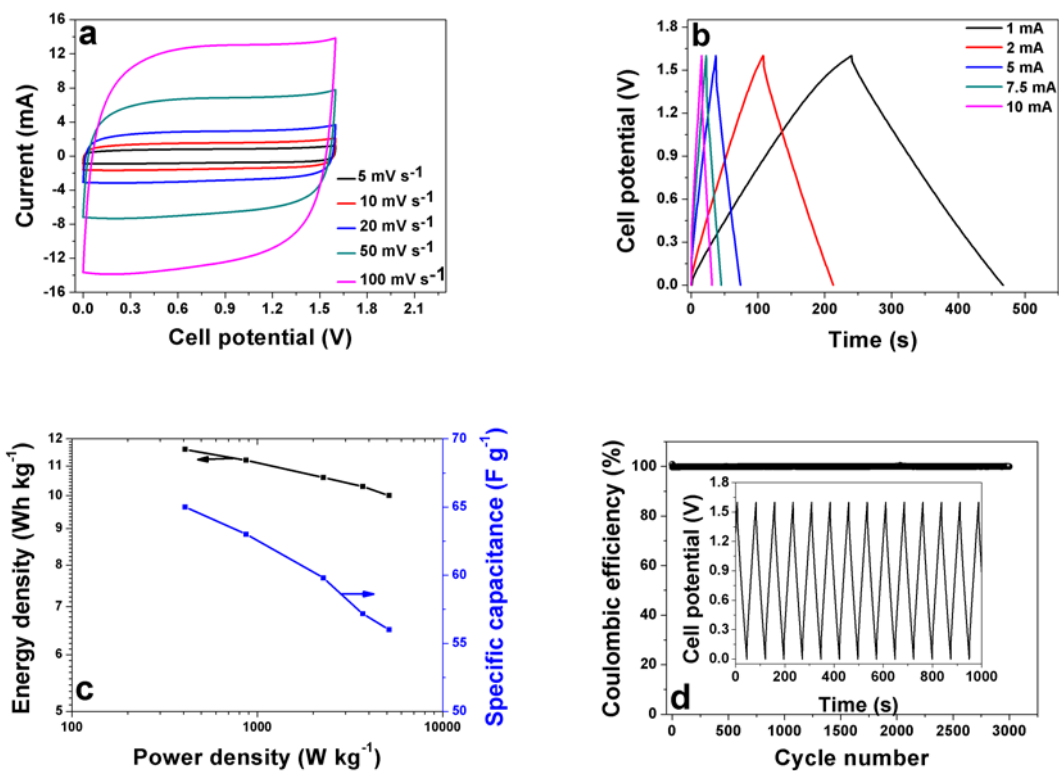 a
Current (mA)
16
12
8
4
0
-4
-8
-12
-16
0.0 0.3 0.6 0.9 1.2 1.5 1.8 2.1
Cell potential (V)
5 mV s⁻¹
10 mV s⁻¹
20 mV s⁻¹
50 mV s⁻¹
100 mV s⁻¹
b
Cell potential (V)
1.8
1.5
1.2
0.9
0.6
0.3
0.0
0 100 200 300 400 500
Time (s)
1 mA
2 mA
5 mA
7.5 mA
10 mA
c
Energy density (Wh kg⁻¹)
12
11
10
9
8
7
6
5
100 1000 10000
Power density (W kg⁻¹)
Specific capacitance (F g⁻¹)
70
65
60
55
50
d
Coulombic efficiency (%)
100
80
60
40
20
0
0 500 1000 1500 2000 2500 3000
Cycle number
Cell potential (V)
1.8
1.5
1.2
0.9
0.6
0.3
0.0
0 200 400 600 800 1000
Time (s)